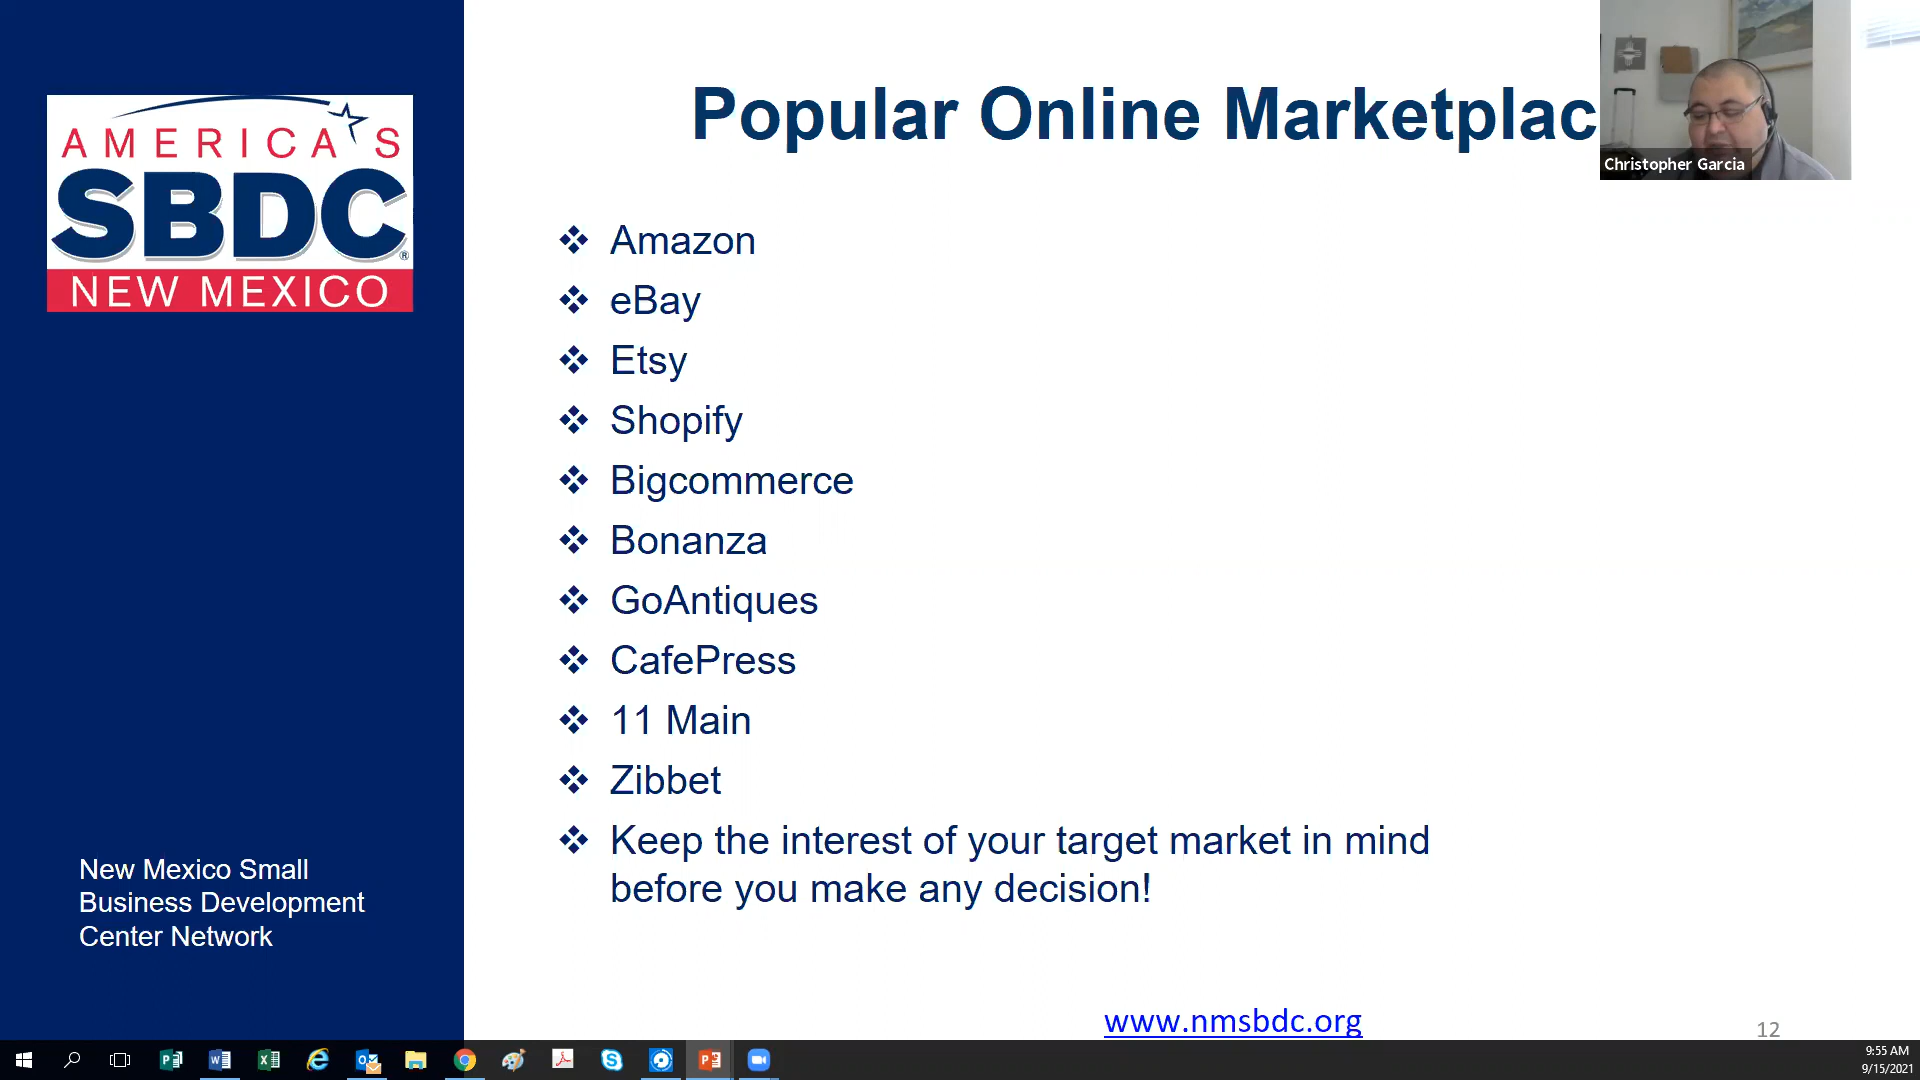 AMERICA'S
SBDC®
NEW MEXICO
Popular Online Marketplac
Christopher Garcia
❖ Amazon
❖ eBay
❖ Etsy
❖ Shopify
❖ Bigcommerce
❖ Bonanza
❖ GoAntiques
❖ CafePress
❖ 11 Main
❖ Zibbet
❖ Keep the interest of your target market in mind
before you make any decision!
New Mexico Small
Business Development
Center Network
www.nmsbdc.org
12
9:55 AM
9/15/2021